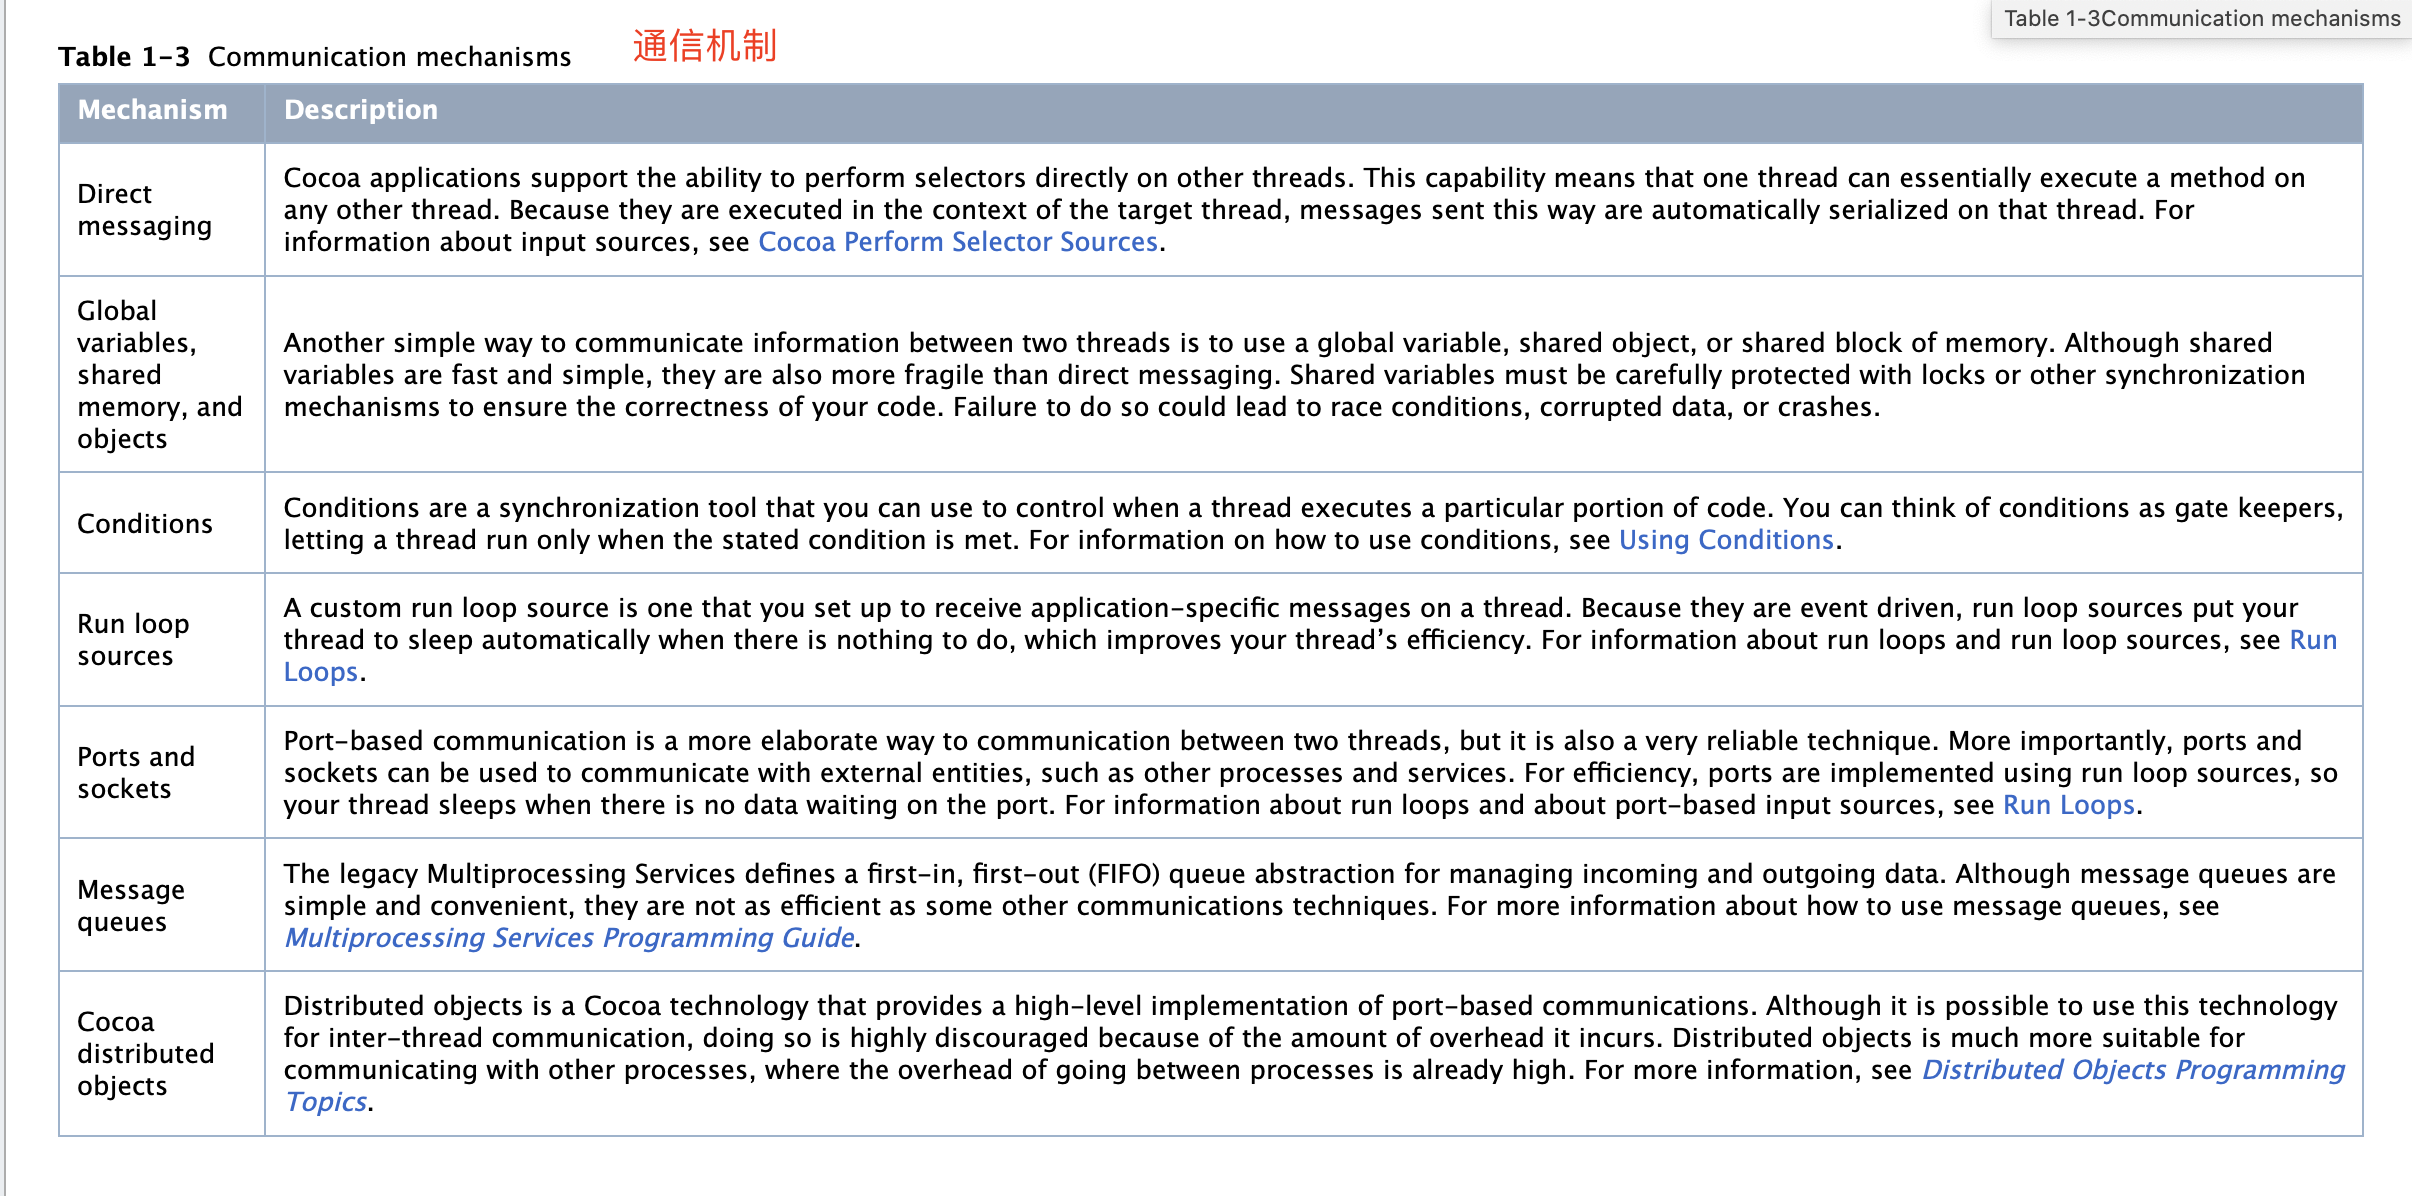 Table 1-3Communication mechanisms
Table 1-3 Communication mechanisms 通信机制
Mechanism Description
Direct
messaging
Cocoa applications support the ability to perform selectors directly on other threads. This capability means that one thread can essentially execute a method on
any other thread. Because they are executed in the context of the target thread, messages sent this way are automatically serialized on that thread. For
information about input sources, see Cocoa Perform Selector Sources.
Global
variables,
shared
memory, and
objects
Another simple way to communicate information between two threads is to use a global variable, shared object, or shared block of memory. Although shared
variables are fast and simple, they are also more fragile than direct messaging. Shared variables must be carefully protected with locks or other synchronization
mechanisms to ensure the correctness of your code. Failure to do so could lead to race conditions, corrupted data, or crashes.
Conditions
Conditions are a synchronization tool that you can use to control when a thread executes a particular portion of code. You can think of conditions as gate keepers,
letting a thread run only when the stated condition is met. For information on how to use conditions, see Using Conditions.
Run loop
sources
A custom run loop source is one that you set up to receive application-specific messages on a thread. Because they are event driven, run loop sources put your
thread to sleep automatically when there is nothing to do, which improves your thread’s efficiency. For information about run loops and run loop sources, see Run
Loops.
Ports and
sockets
Port-based communication is a more elaborate way to communication between two threads, but it is also a very reliable technique. More importantly, ports and
sockets can be used to communicate with external entities, such as other processes and services. For efficiency, ports are implemented using run loop sources, so
your thread sleeps when there is no data waiting on the port. For information about run loops and about port-based input sources, see Run Loops.
Message
queues
The legacy Multiprocessing Services defines a first-in, first-out (FIFO) queue abstraction for managing incoming and outgoing data. Although message queues are
simple and convenient, they are not as efficient as some other communications techniques. For more information about how to use message queues, see
Multiprocessing Services Programming Guide.
Cocoa
distributed
objects
Distributed objects is a Cocoa technology that provides a high-level implementation of port-based communications. Although it is possible to use this technology
for inter-thread communication, doing so is highly discouraged because of the amount of overhead it incurs. Distributed objects is much more suitable for
communicating with other processes, where the overhead of going between processes is already high. For more information, see Distributed Objects Programming
Topics.